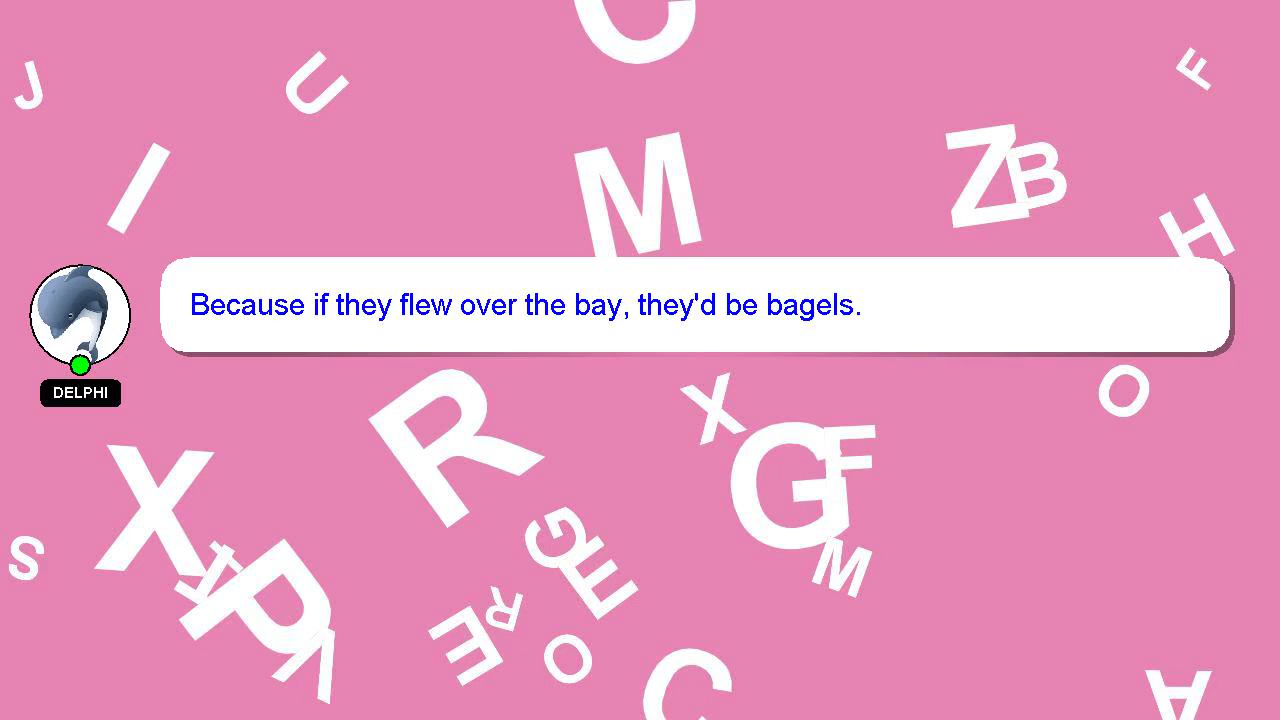 J
U
C
F
I
M
Z
B
H
Because if they flew over the bay, they'd be bagels.
DELPHI
R
X
O
X
G
F
I
S
G
E
M
I
P
V
E
R
O
C
A